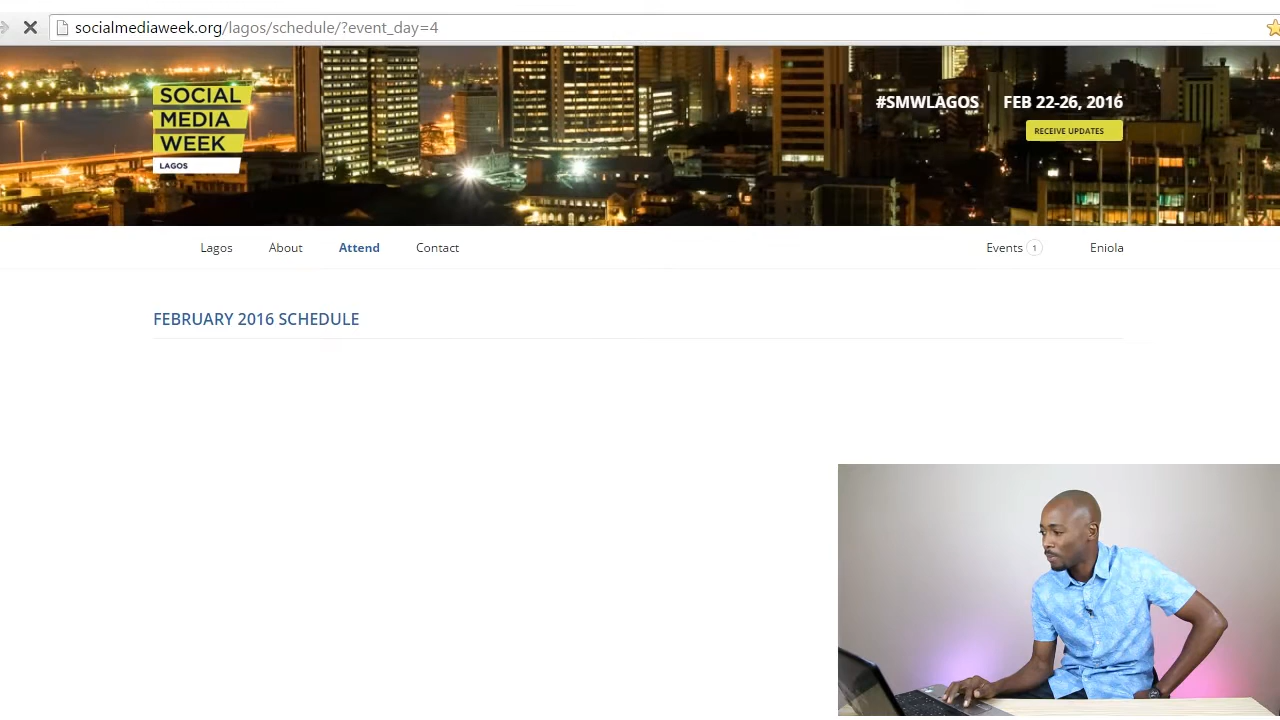 socialmediaweek.org/lagos/schedule/?event_day=4
SOCIAL
MEDIA
WEEK
LAGOS
#SMWLAGOS FEB 22-26, 2016
RECEIVE UPDATES
Lagos About Attend Contact Events 1 Eniola
FEBRUARY 2016 SCHEDULE